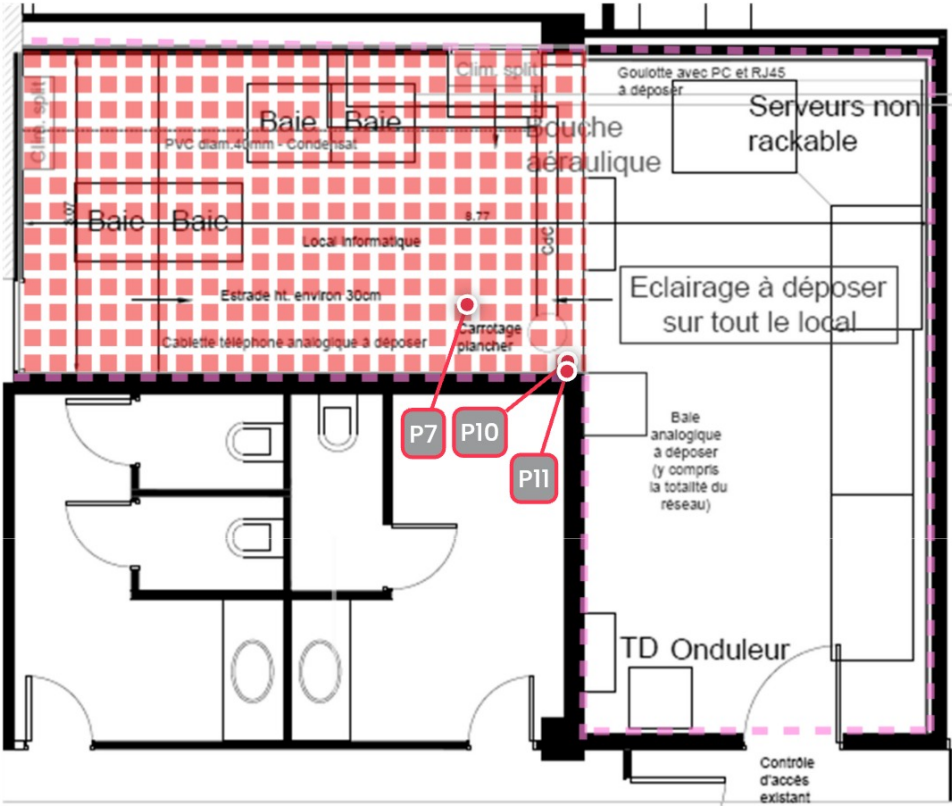 Clim. split
Goulotte avec PC et RJ45
à déposer
Clim. split
Baie
Baie
Serveurs non
rackable
Bouche
aéraulique
PVC diam.40mm - Condensat
Baie
Baie
8.77
CdC
Local Informatique
Estrade ht. environ 30cm
Eclairage à déposer
sur tout le local
Carrotage
plancher
Cablette téléphone analogique à déposer
P7
P10
P11
Baie
analogique
à déposer
(y compris
la totalité du
réseau)
TD
Onduleur
Contrôle
d'accès
existant